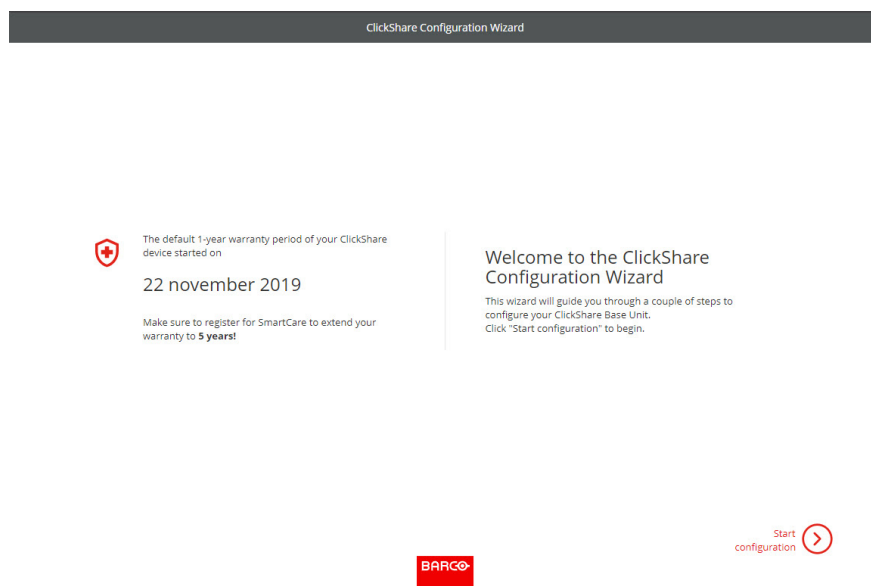 ClickShare Configuration Wizard
The default 1-year warranty period of your ClickShare
device started on
22 november 2019
Make sure to register for SmartCare to extend your
warranty to 5 years!
Welcome to the ClickShare
Configuration Wizard
This wizard will guide you through a couple of steps to
configure your ClickShare Base Unit.
Click "Start configuration" to begin.
Start
configuration
BARCO